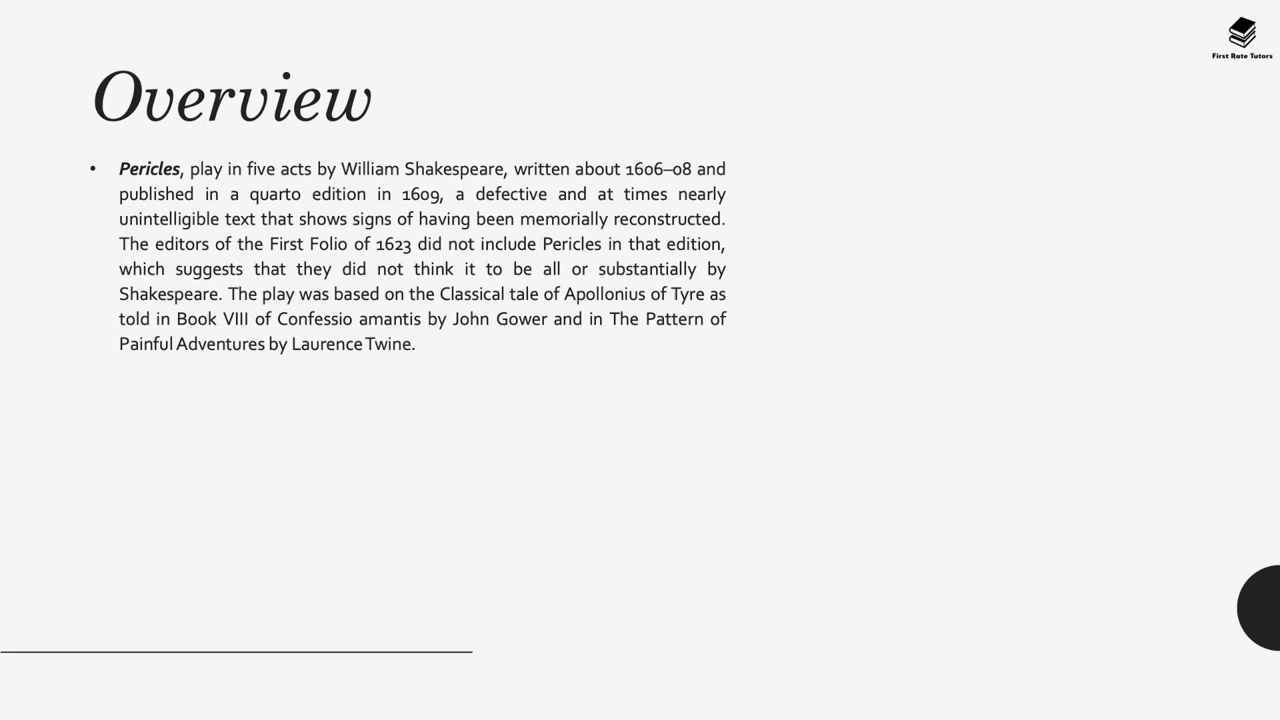 First Rate Tutors
Overview
• Pericles, play in five acts by William Shakespeare, written about 1606–08 and
published in a quarto edition in 1609, a defective and at times nearly
unintelligible text that shows signs of having been memorially reconstructed.
The editors of the First Folio of 1623 did not include Pericles in that edition,
which suggests that they did not think it to be all or substantially by
Shakespeare. The play was based on the Classical tale of Apollonius of Tyre as
told in Book VIII of Confessio amantis by John Gower and in The Pattern of
Painful Adventures by Laurence Twine.